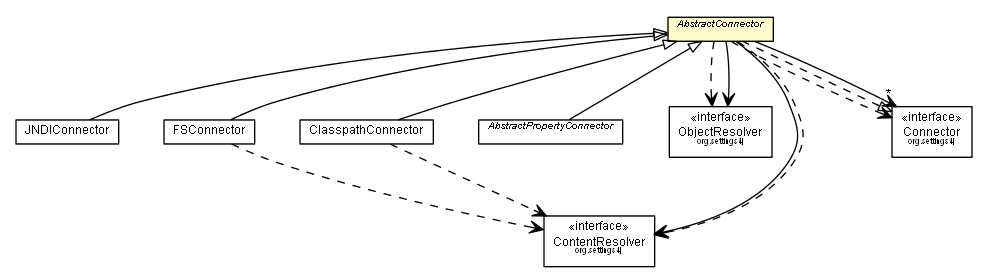 AbstractConnector
JNDIConnector
FSConnector
ClasspathConnector
AbstractPropertyConnector
«interface»
ObjectResolver
org.settings4j
*
«interface»
Connector
org.settings4j
«interface»
ContentResolver
org.settings4j